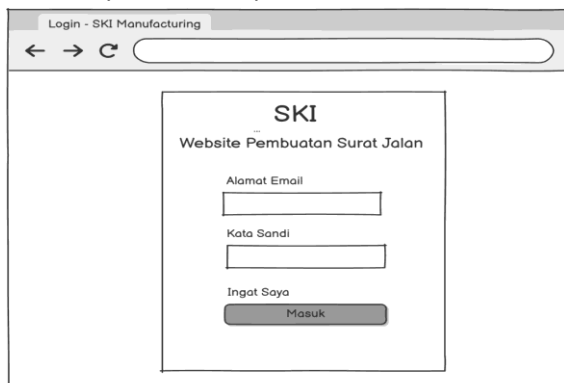 Login - SKI Manufacturing
SKI
...
Website Pembuatan Surat Jalan
Alamat Email
Kata Sandi
Ingat Saya
Masuk